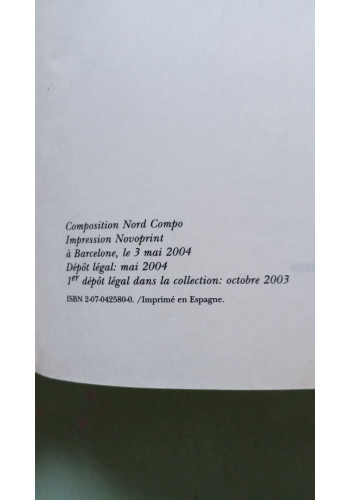 Composition Nord Compo
Impression Novoprint
à Barcelone, le 3 mai 2004
Dépôt légal: mai 2004
1er dépôt légal dans la collection: octobre 2003
ISBN 2-07-042580-0. /Imprimé en Espagne.